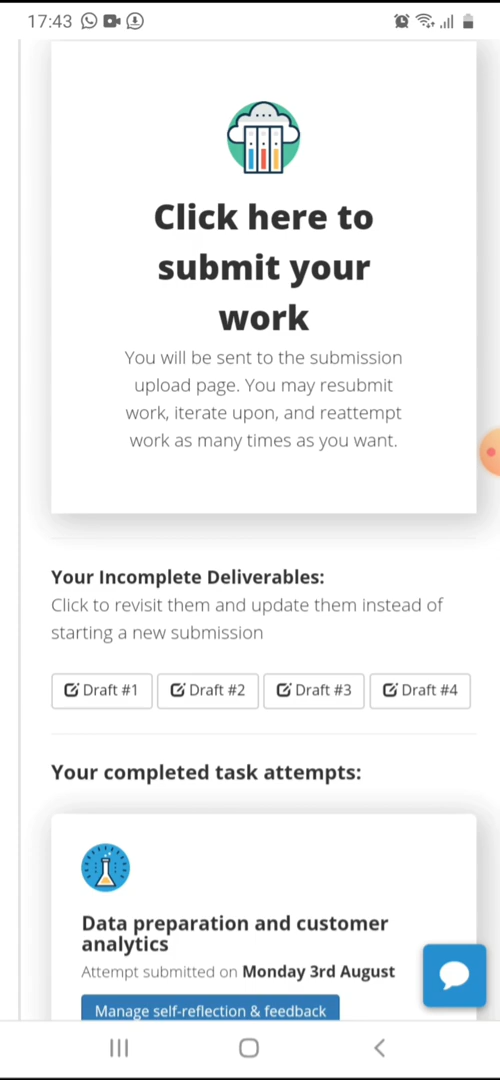 17:43
Click here to
submit your
work
You will be sent to the submission
upload page. You may resubmit
work, iterate upon, and reattempt
work as many times as you want.
Your Incomplete Deliverables:
Click to revisit them and update them instead of
starting a new submission
Draft #1 Draft #2 Draft #3 Draft #4
Your completed task attempts:
Data preparation and customer
analytics
Attempt submitted on Monday 3rd August
Manage self-reflection & feedback